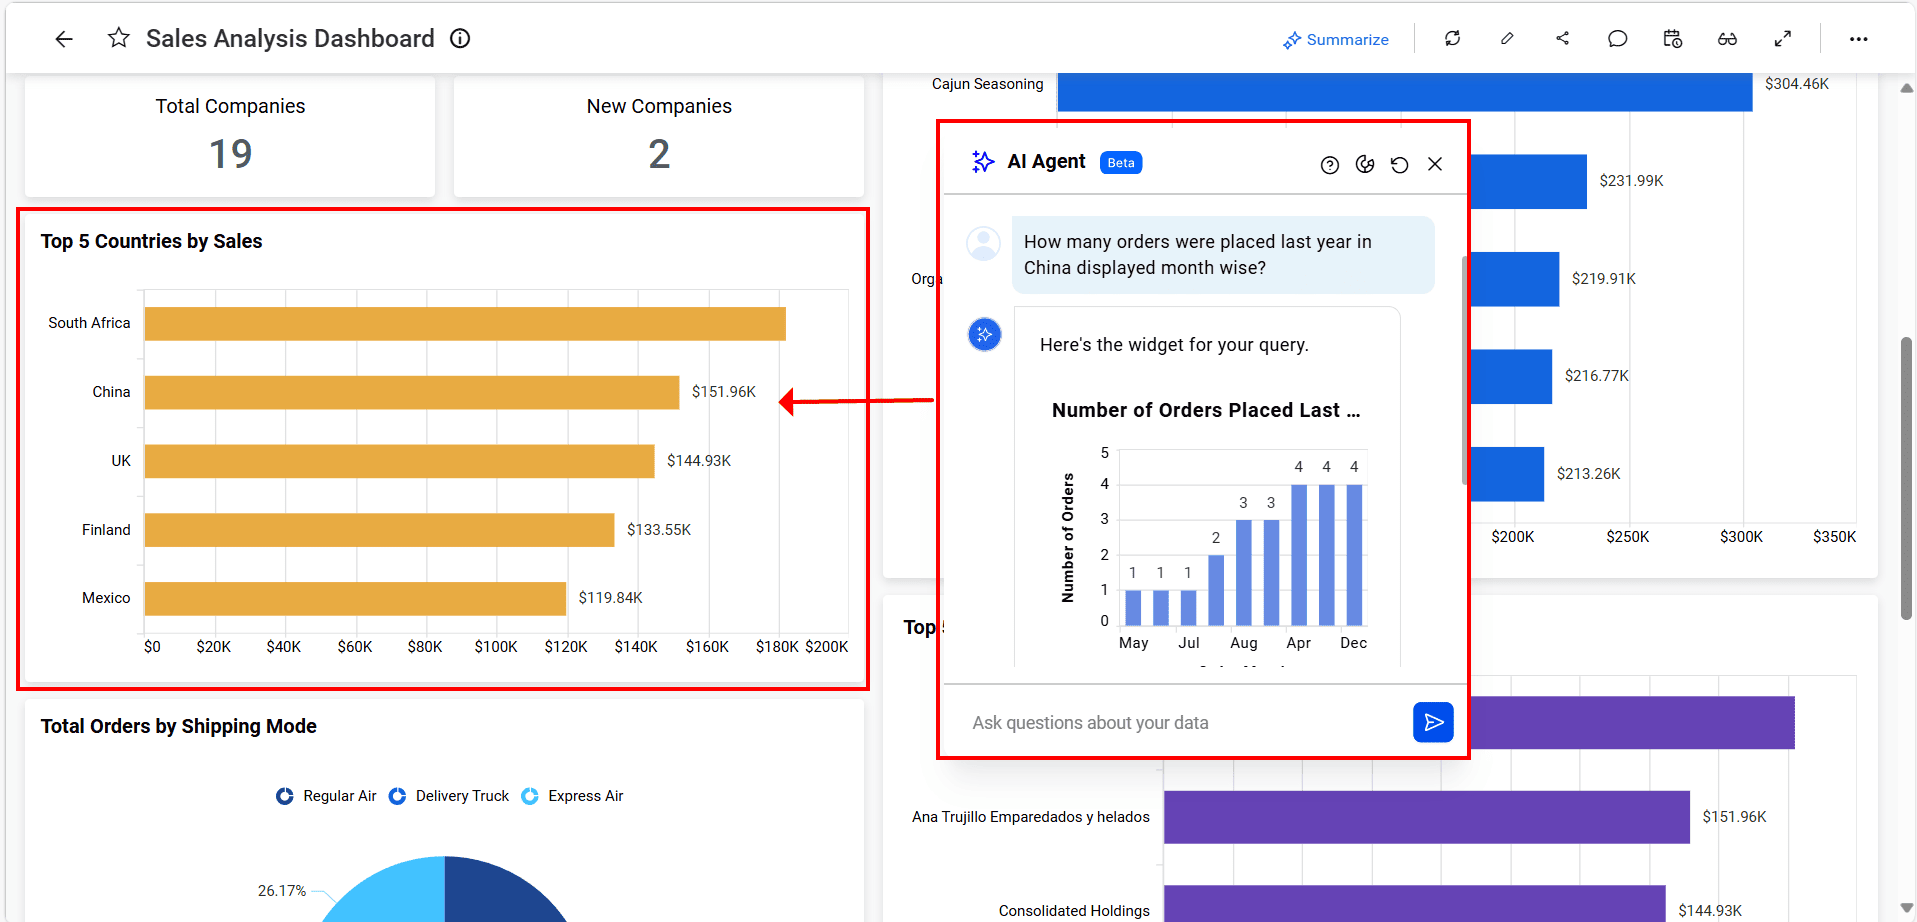 Sales Analysis Dashboard
Summarize
Total Companies
19
New Companies
2
Top 5 Countries by Sales
South Africa
China
$151.96K
UK
$144.93K
Finland
$133.55K
Mexico
$119.84K
$0 $20K $40K $60K $80K $100K $120K $140K $160K $180K $200K
Total Orders by Shipping Mode
Regular Air Delivery Truck Express Air
26.17%
Cajun Seasoning
$304.46K
$231.99K
Orga
$219.91K
$216.77K
$213.26K
$200K $250K $300K $350K
AI Agent Beta
How many orders were placed last year in
China displayed month wise?
Here's the widget for your query.
Number of Orders Placed Last ...
Number of Orders
5
4
3
2
1
0
1 1 1 2 3 3 4 4 4
May Jul Aug Apr Dec
Ask questions about your data
Top
Ana Trujillo Emparedados y helados
$151.96K
Consolidated Holdings
$144.93K